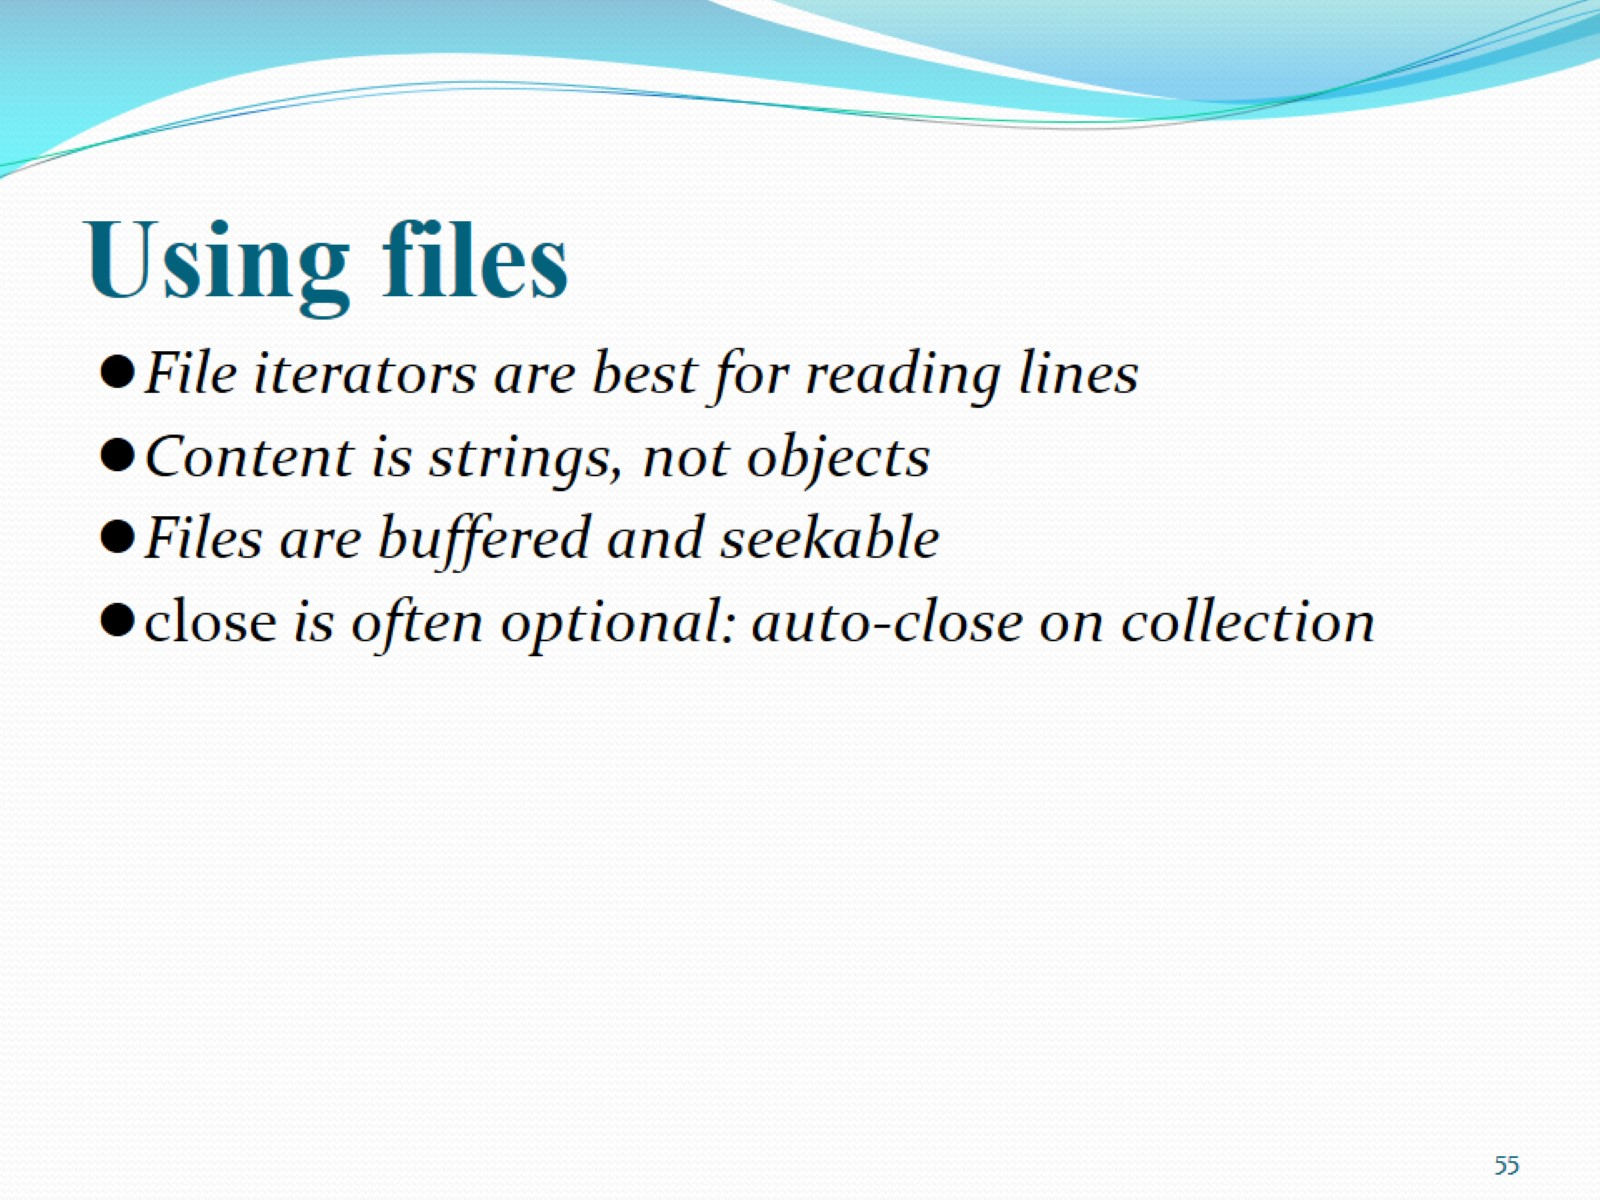 Using files
●File iterators are best for reading lines
●Content is strings, not objects
●Files are buffered and seekable
●close is often optional: auto-close on collection
55